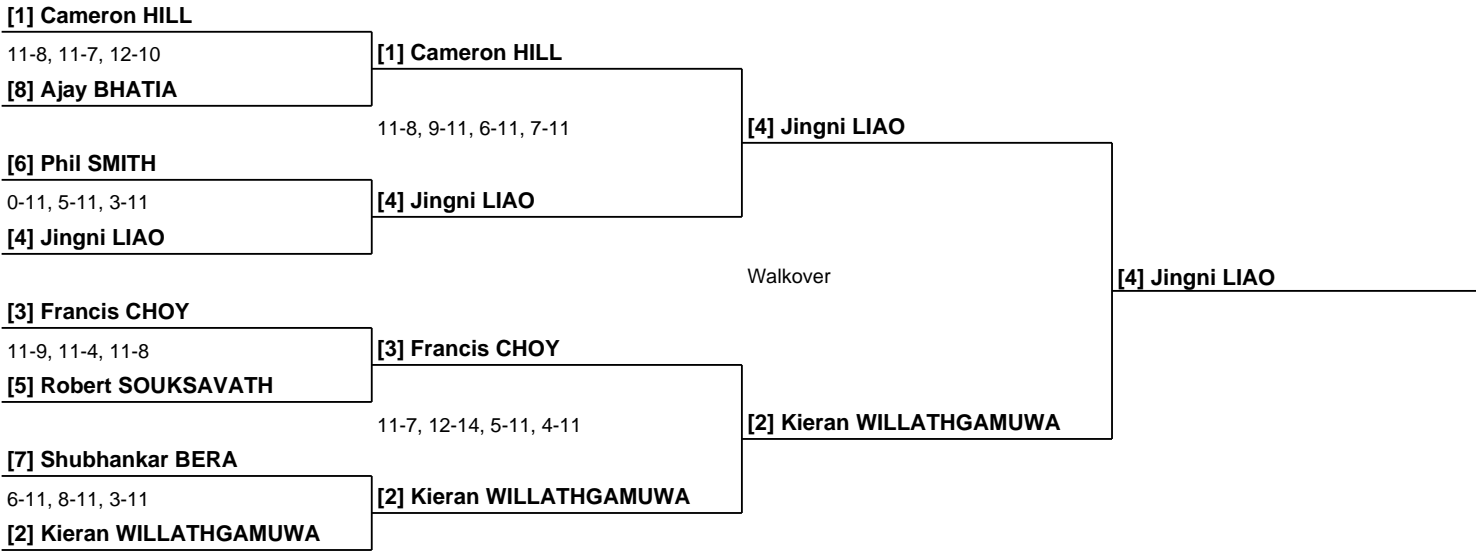 [1] Cameron HILL
11-8, 11-7, 12-10
[1] Cameron HILL
[8] Ajay BHATIA
11-8, 9-11, 6-11, 7-11
[4] Jingni LIAO
[6] Phil SMITH
0-11, 5-11, 3-11
[4] Jingni LIAO
[4] Jingni LIAO
Walkover
[4] Jingni LIAO
[3] Francis CHOY
11-9, 11-4, 11-8
[3] Francis CHOY
[5] Robert SOUKSAVATH
11-7, 12-14, 5-11, 4-11
[2] Kieran WILLATHGAMUWA
[7] Shubhankar BERA
6-11, 8-11, 3-11
[2] Kieran WILLATHGAMUWA
[2] Kieran WILLATHGAMUWA